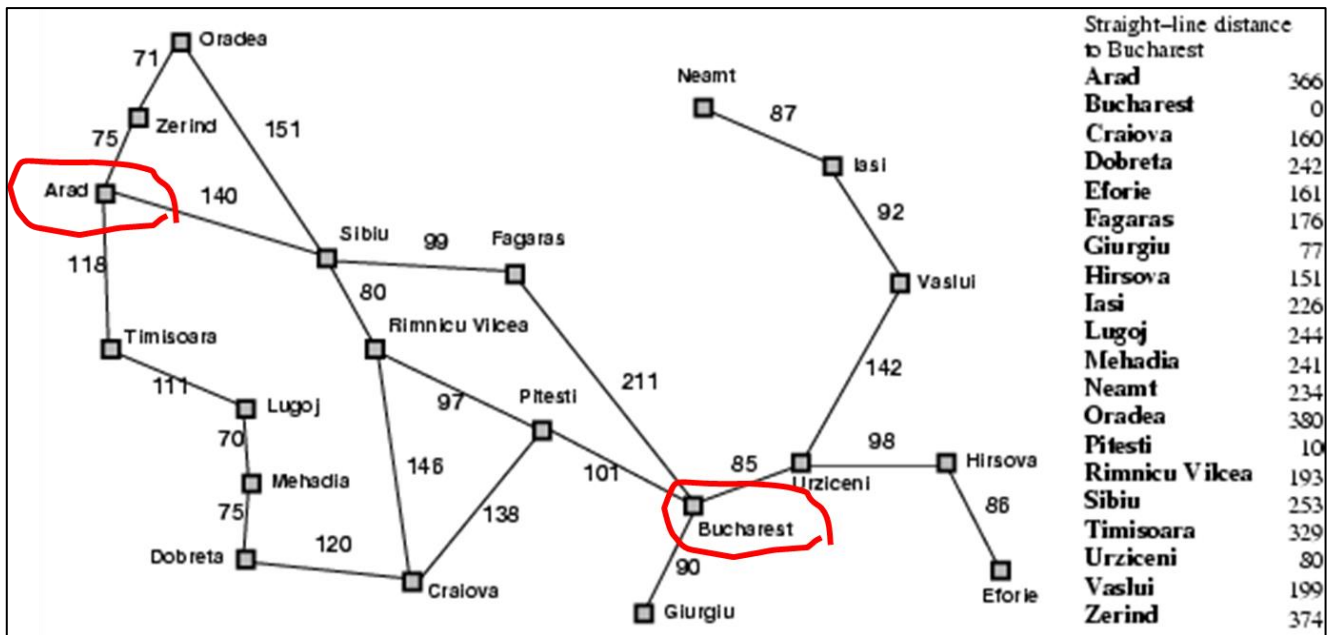 Oradea
71
Neamt
87
Zerind
151
75
Iasi
Arad
140
92
Sibiu
99
Fagaras
118
80
Vaslui
Timisoara
Rimnicu Vilcea
111
211
142
Lugoj
97
Pitesti
70
146
98
Mehadia
101
85
Hirsova
Urziceni
75
138
86
Bucharest
Dobreta
120
90
Craiova
Giurgiu
Eforie
Straight–line distance
to Bucharest
Arad 366
Bucharest 0
Craiova 160
Dobreta 242
Eforie 161
Fagaras 176
Giurgiu 77
Hirsova 151
Iasi 226
Lugoj 244
Mehadia 241
Neamt 234
Oradea 380
Pitesti 10
Rimnicu Vilcea 193
Sibiu 253
Timisoara 329
Urziceni 80
Vaslui 199
Zerind 374